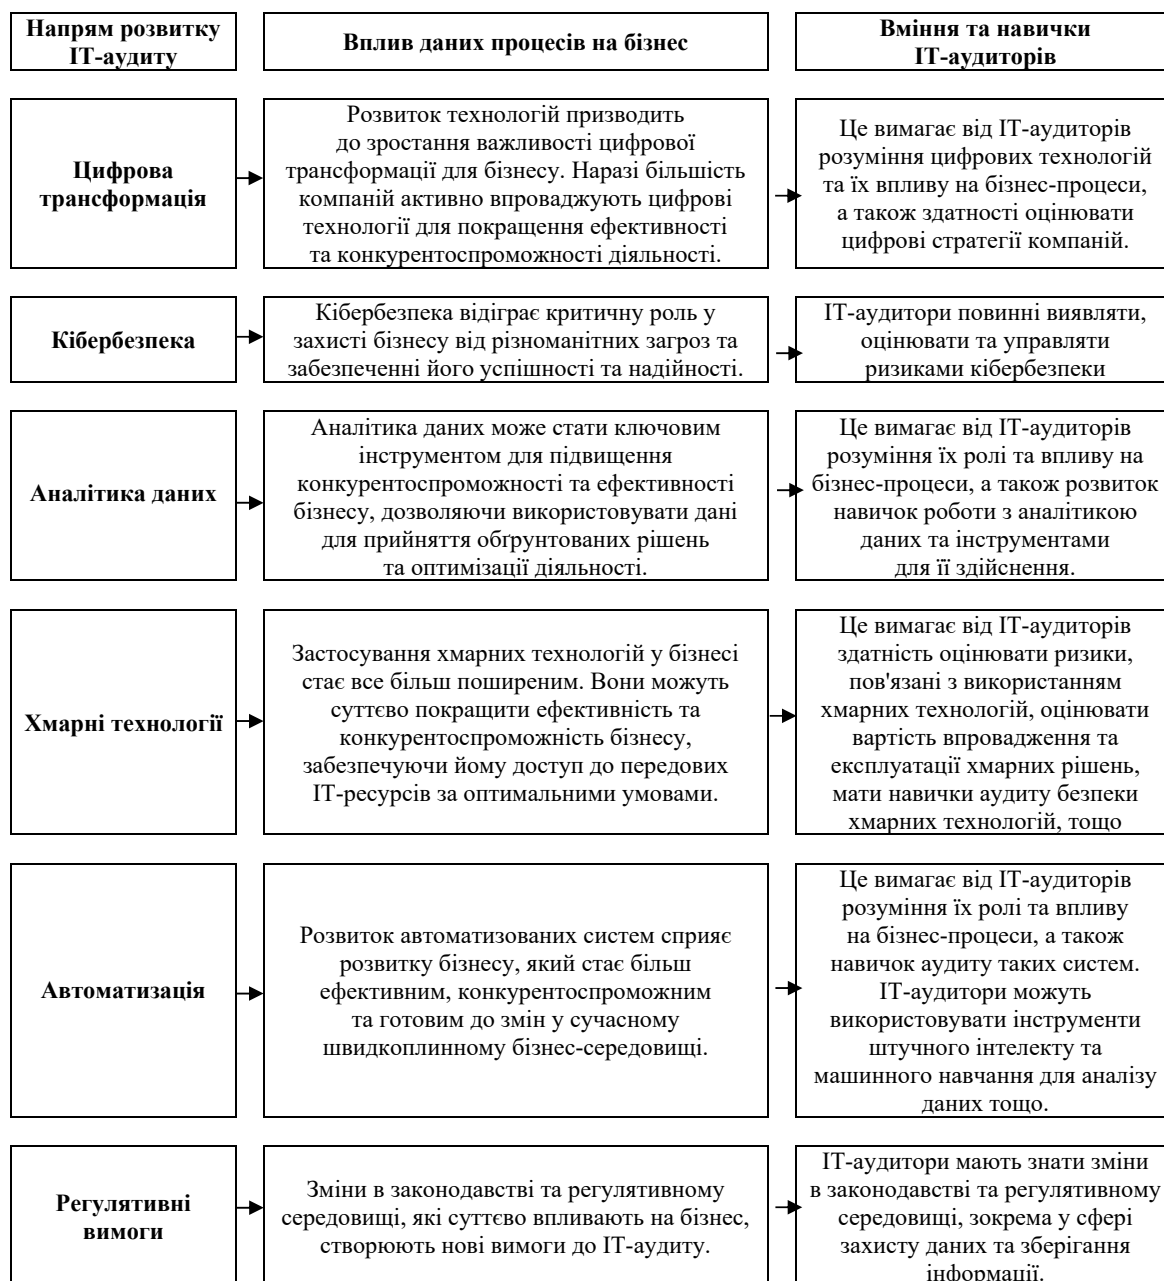 Напрям розвитку
ІТ-аудиту
Вплив даних процесів на бізнес
Вміння та навички
ІТ-аудиторів
Цифрова
трансформація
Розвиток технологій призводить
до зростання важливості цифрової
трансформації для бізнесу. Наразі більшість
компаній активно впроваджують цифрові
технології для покращення ефективності
та конкурентоспроможності діяльності.
Це вимагає від ІТ-аудиторів
розуміння цифрових технологій
та їх впливу на бізнес-процеси,
а також здатності оцінювати
цифрові стратегії компаній.
Кібербезпека
Кібербезпека відіграє критичну роль у
захисті бізнесу від різноманітних загроз та
забезпеченні його успішності та надійності.
ІТ-аудитори повинні виявляти,
оцінювати та управляти
ризиками кібербезпеки
Аналітика даних
Аналітика даних може стати ключовим
інструментом для підвищення
конкурентоспроможності та ефективності
бізнесу, дозволяючи використовувати дані
для прийняття обґрунтованих рішень
та оптимізації діяльності.
Це вимагає від ІТ-аудиторів
розуміння їх ролі та впливу на
бізнес-процеси, а також розвиток
навичок роботи з аналітикою
даних та інструментами
для її здійснення.
Хмарні технології
Застосування хмарних технологій у бізнесі
стає все більш поширеним. Вони можуть
суттєво покращити ефективність та
конкурентоспроможність бізнесу,
забезпечуючи йому доступ до передових
ІТ-ресурсів за оптимальними умовами.
Це вимагає від ІТ-аудиторів
здатність оцінювати ризики,
пов'язані з використанням
хмарних технологій, оцінювати
вартість впровадження та
експлуатації хмарних рішень,
мати навички аудиту безпеки
хмарних технологій, тощо
Автоматизація
Розвиток автоматизованих систем сприяє
розвитку бізнесу, який стає більш
ефективним, конкурентоспроможним
та готовим до змін у сучасному
швидкоплинному бізнес-середовищі.
Це вимагає від ІТ-аудиторів
розуміння їх ролі та впливу
на бізнес-процеси, а також
навичок аудиту таких систем.
ІТ-аудитори можуть
використовувати інструменти
штучного інтелекту та
машинного навчання для аналізу
даних тощо.
Регулятивні
вимоги
Зміни в законодавстві та регулятивному
середовищі, які суттєво впливають на бізнес,
створюють нові вимоги до ІТ-аудиту.
ІТ-аудитори мають знати зміни
в законодавстві та регулятивному
середовищі, зокрема у сфері
захисту даних та зберігання
інформації.